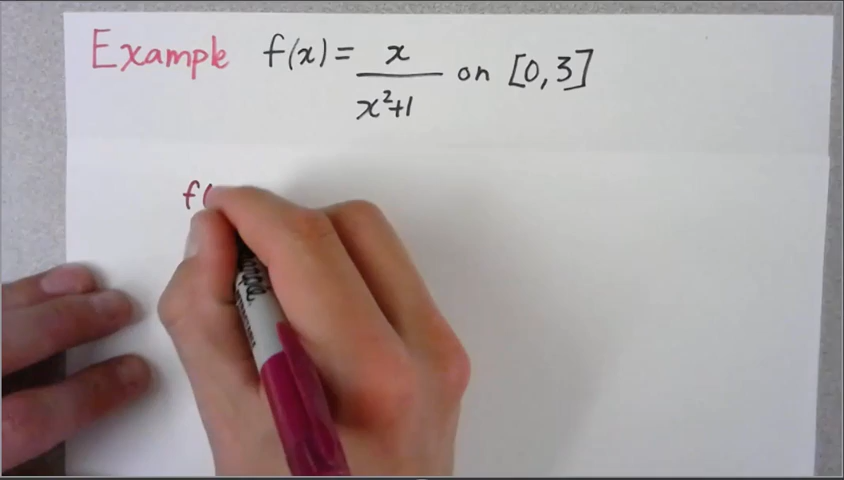 Example f(x) = x / x²+1 on [0,3]
f(